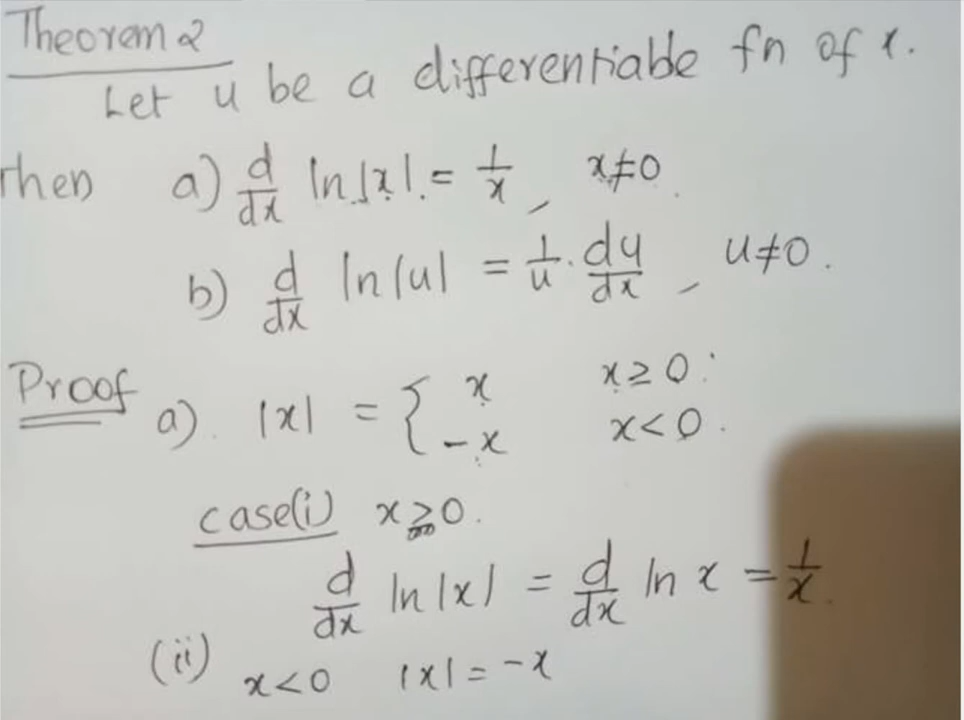 Theorem 2
Let u be a differentiable fn of x.
Then a) d/dx ln|x| = 1/x, x≠0
b) d/dx ln|u| = 1/u · du/dx, u≠0.
Proof
a). |x| = { x x≥0
-x x<0.
case(i) x≥0.
d/dx ln|x| = d/dx ln x = 1/x.
(ii) x<0 |x| = -x